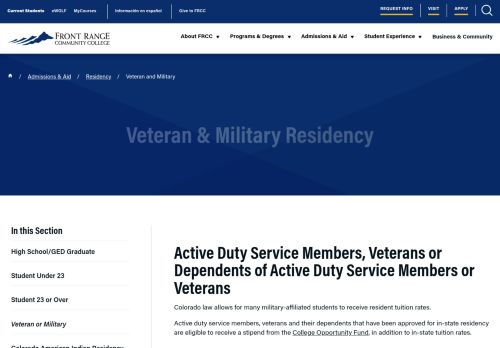 Current Students eWOLF MyCourses Información en español Give to FRCC REQUEST INFO VISIT APPLY
FRONT RANGE
COMMUNITY COLLEGE
About FRCC Programs & Degrees Admissions & Aid Student Experience Business & Community
/ Admissions & Aid / Residency / Veteran and Military
Veteran & Military Residency
In this Section
High School/GED Graduate
Student Under 23
Student 23 or Over
Veteran or Military
Colorado American Indian Residency
Active Duty Service Members, Veterans or
Dependents of Active Duty Service Members or
Veterans
Colorado law allows for many military-affiliated students to receive resident tuition rates.
Active duty service members, veterans and their dependents that have been approved for in-state residency
are eligible to receive a stipend from the College Opportunity Fund, in addition to in-state tuition rates.